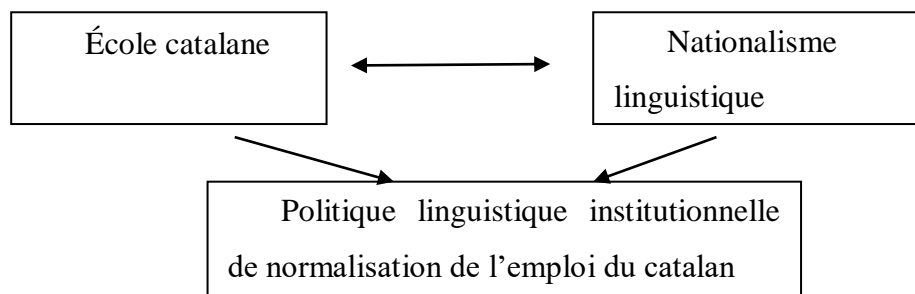 École catalane
Nationalisme
linguistique
Politique linguistique institutionnelle
de normalisation de l’emploi du catalan